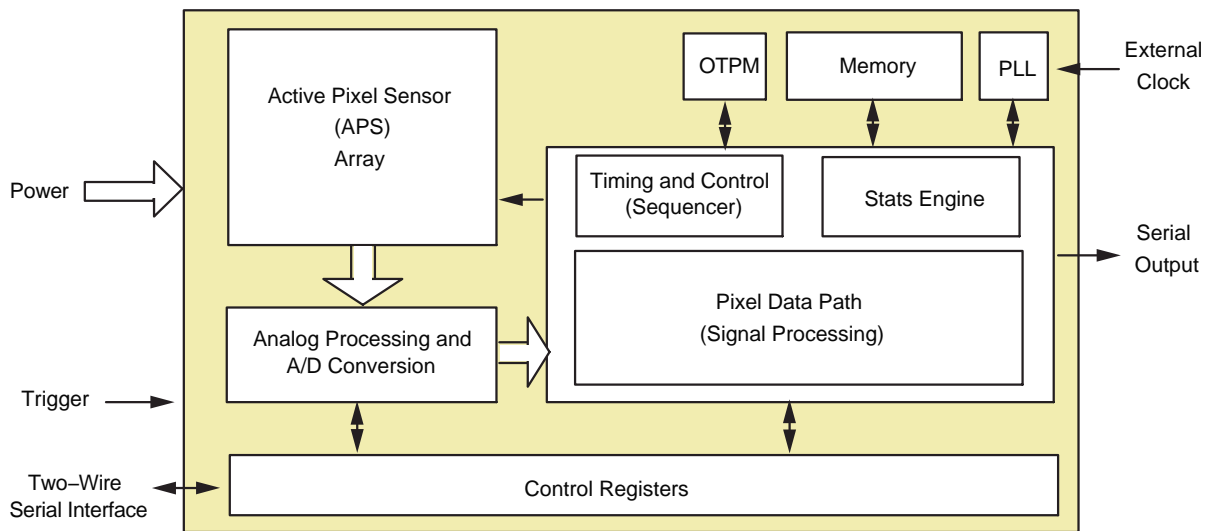 Active Pixel Sensor
(APS)
Array
OTPM
Memory
PLL
External
Clock
Power
Timing and Control
(Sequencer)
Stats Engine
Serial
Output
Pixel Data Path
(Signal Processing)
Analog Processing and
A/D Conversion
Trigger
Two−Wire
Serial Interface
Control Registers